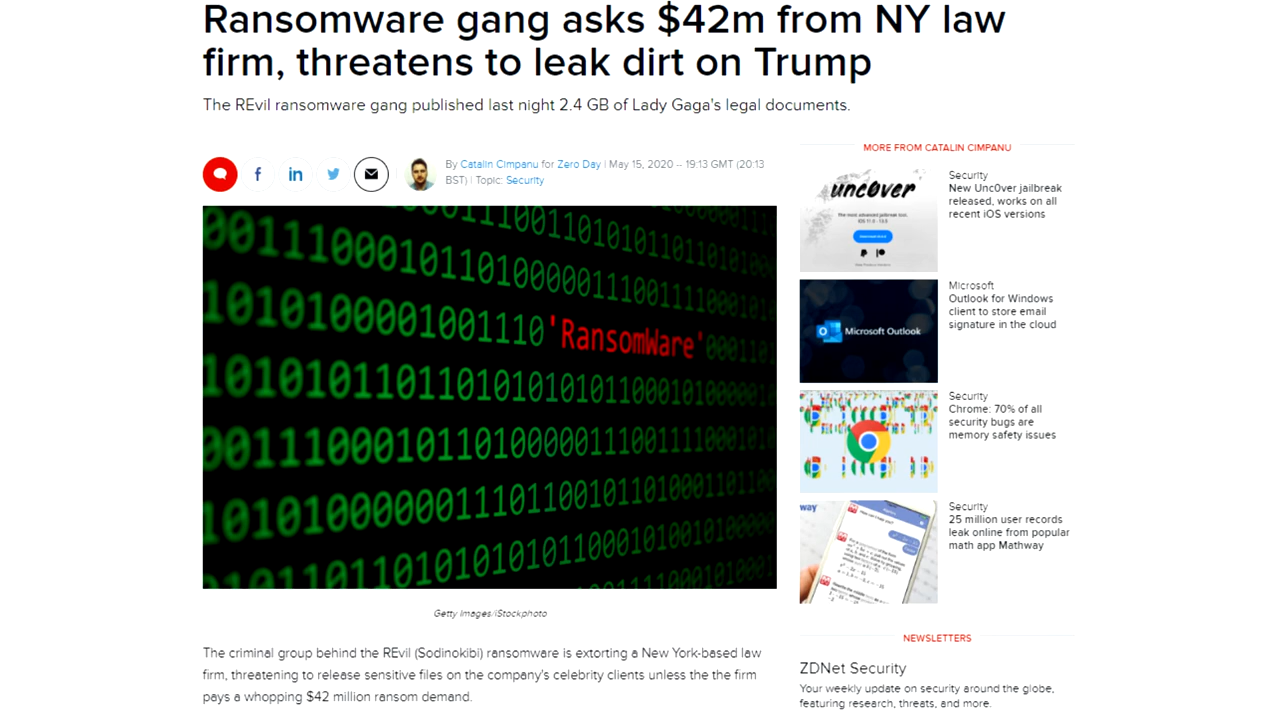 Ransomware gang asks $42m from NY law
firm, threatens to leak dirt on Trump
The REvil ransomware gang published last night 2.4 GB of Lady Gaga's legal documents.
By Catalin Cimpanu for Zero Day | May 15, 2020 -- 19:13 GMT (20:13
BST) | Topic: Security
'RansomWare'
Getty Images/iStockphoto
The criminal group behind the REvil (Sodinokibi) ransomware is extorting a New York-based law
firm, threatening to release sensitive files on the company's celebrity clients unless the the firm
pays a whopping $42 million ransom demand.
MORE FROM CATALIN CIMPANU
unc0ver
The most advanced jailbreak tool.
Security
New Unc0ver jailbreak
released, works on all
recent iOS versions
Microsoft Outlook
Microsoft
Outlook for Windows
client to store email
signature in the cloud
Security
Chrome: 70% of all
security bugs are
memory safety issues
way
Security
25 million user records
leak online from popular
math app Mathway
NEWSLETTERS
ZDNet Security
Your weekly update on security around the globe,
featuring research, threats, and more.